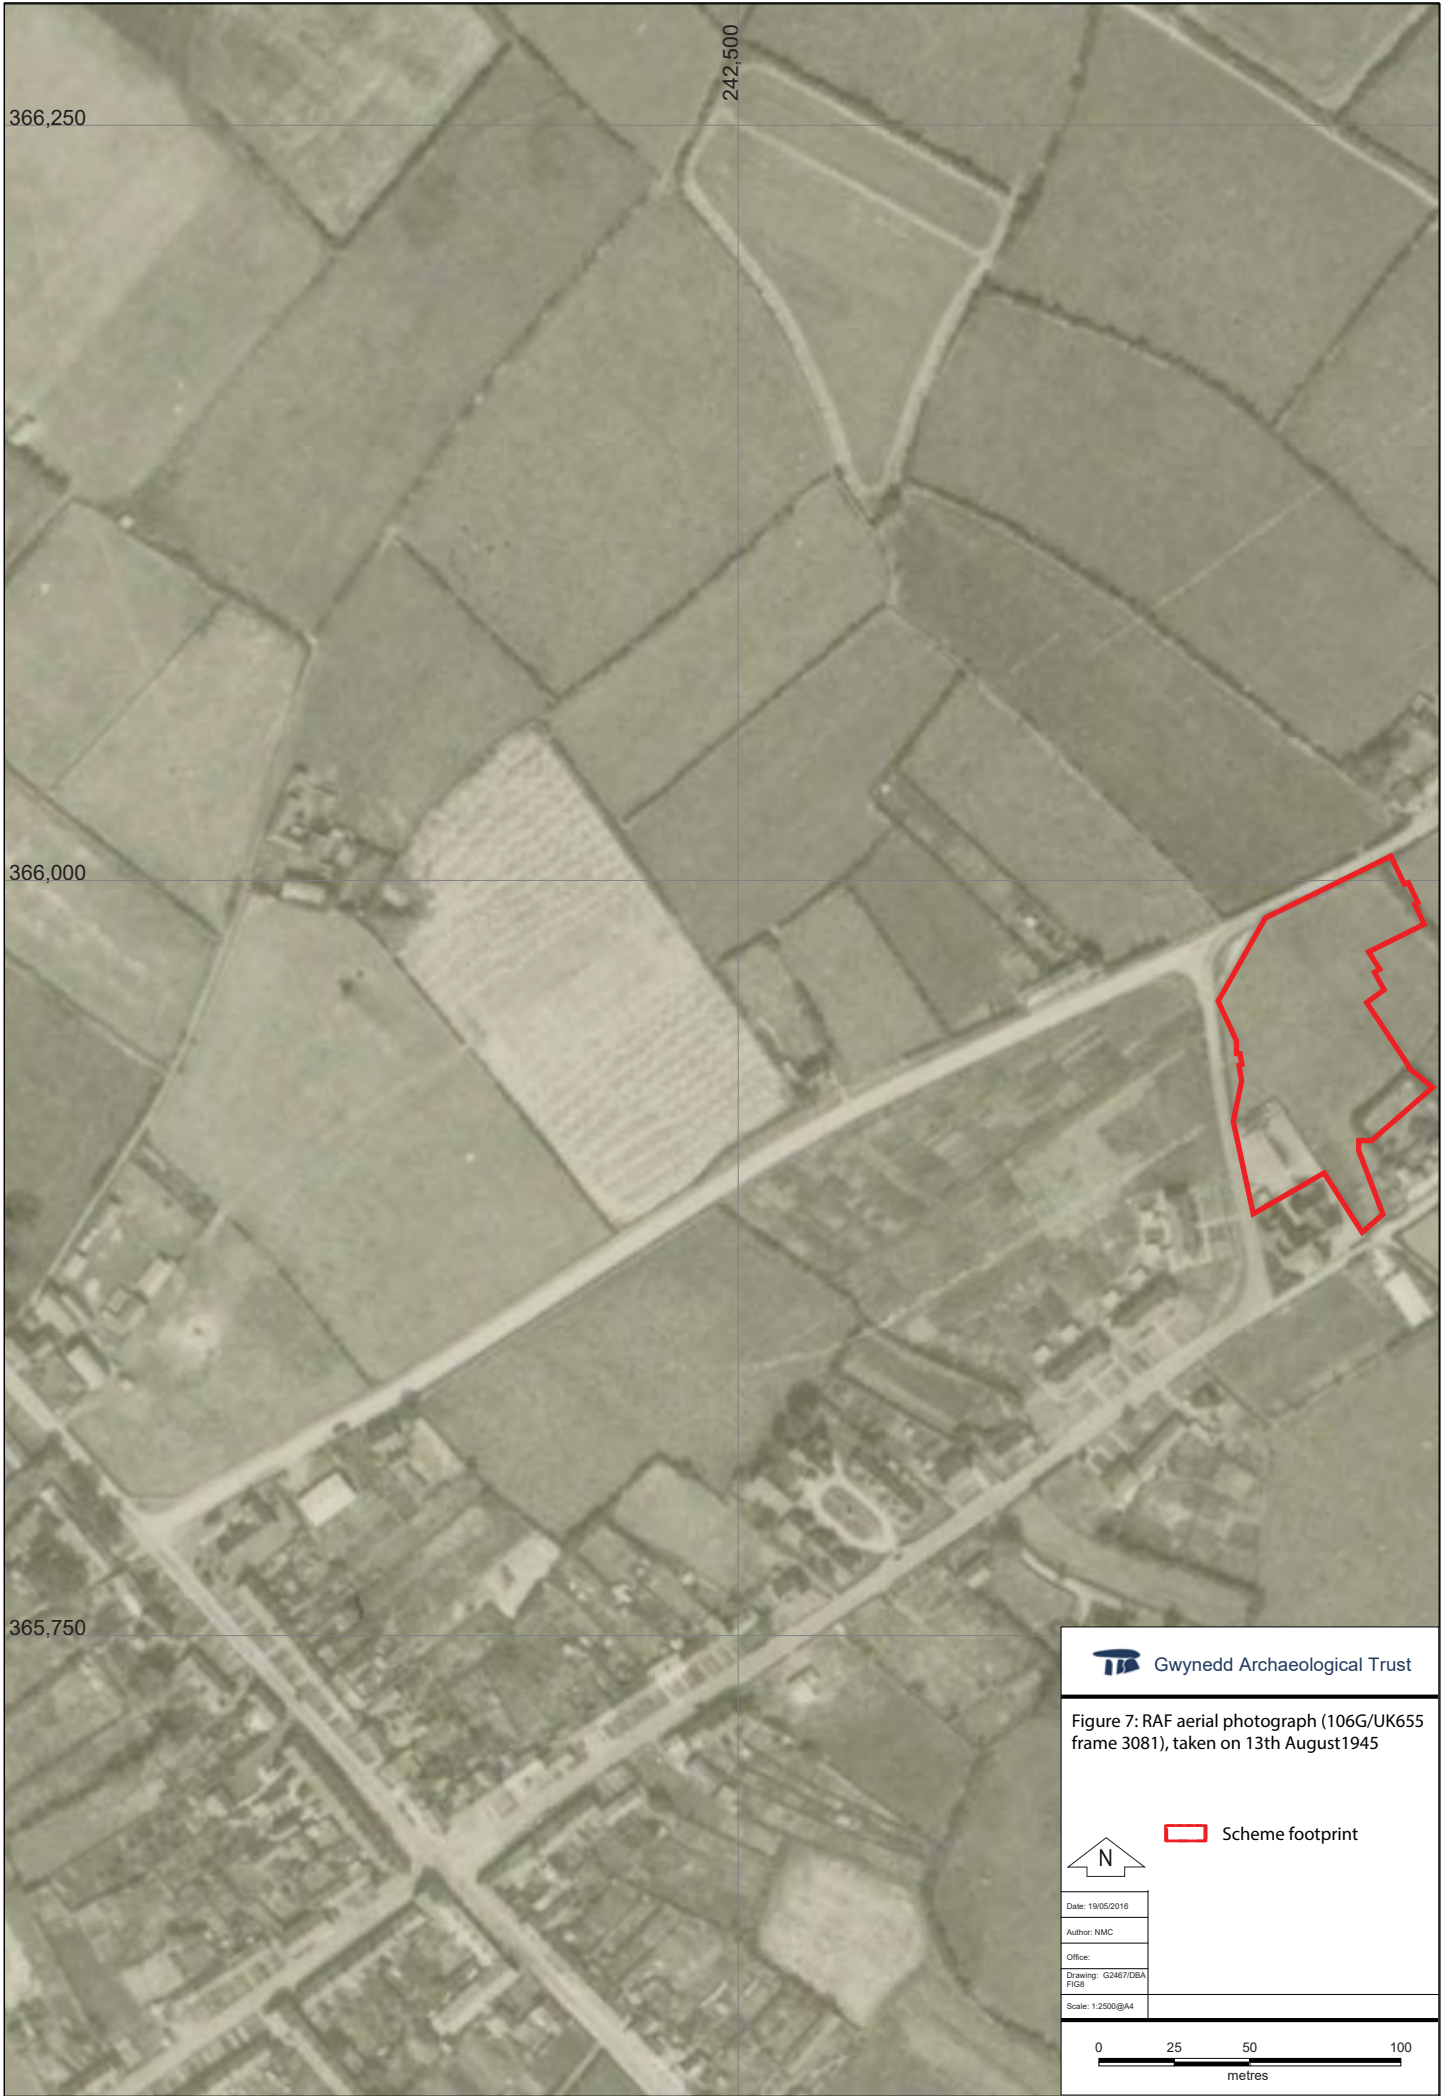 242,500
366,250
366,000
365,750
Gwynedd Archaeological Trust
Figure 7: RAF aerial photograph (106G/UK655
frame 3081), taken on 13th August1945
Scheme footprint
N
Date: 19/05/2016
Author: NMC
Office:
Drawing: G2467/DBA
FIG8
Scale: 1:2500@A4
0 25 50 100
metres